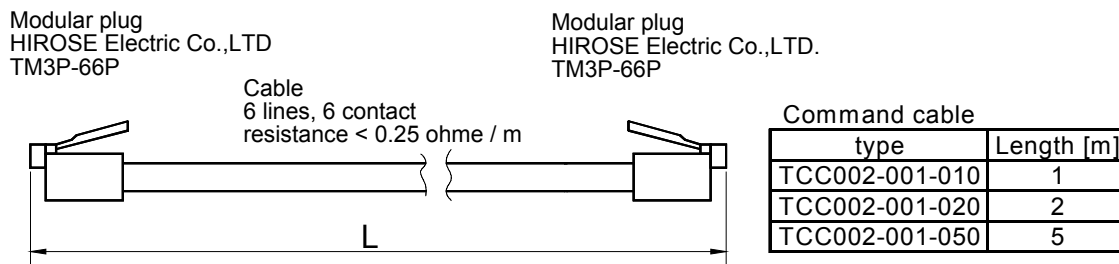 Modular plug
HIROSE Electric Co.,LTD
TM3P-66P
Modular plug
HIROSE Electric Co.,LTD.
TM3P-66P
Cable
6 lines, 6 contact
resistance < 0.25 ohme / m
L
Command cable
type Length [m]
TCC002-001-010 1
TCC002-001-020 2
TCC002-001-050 5